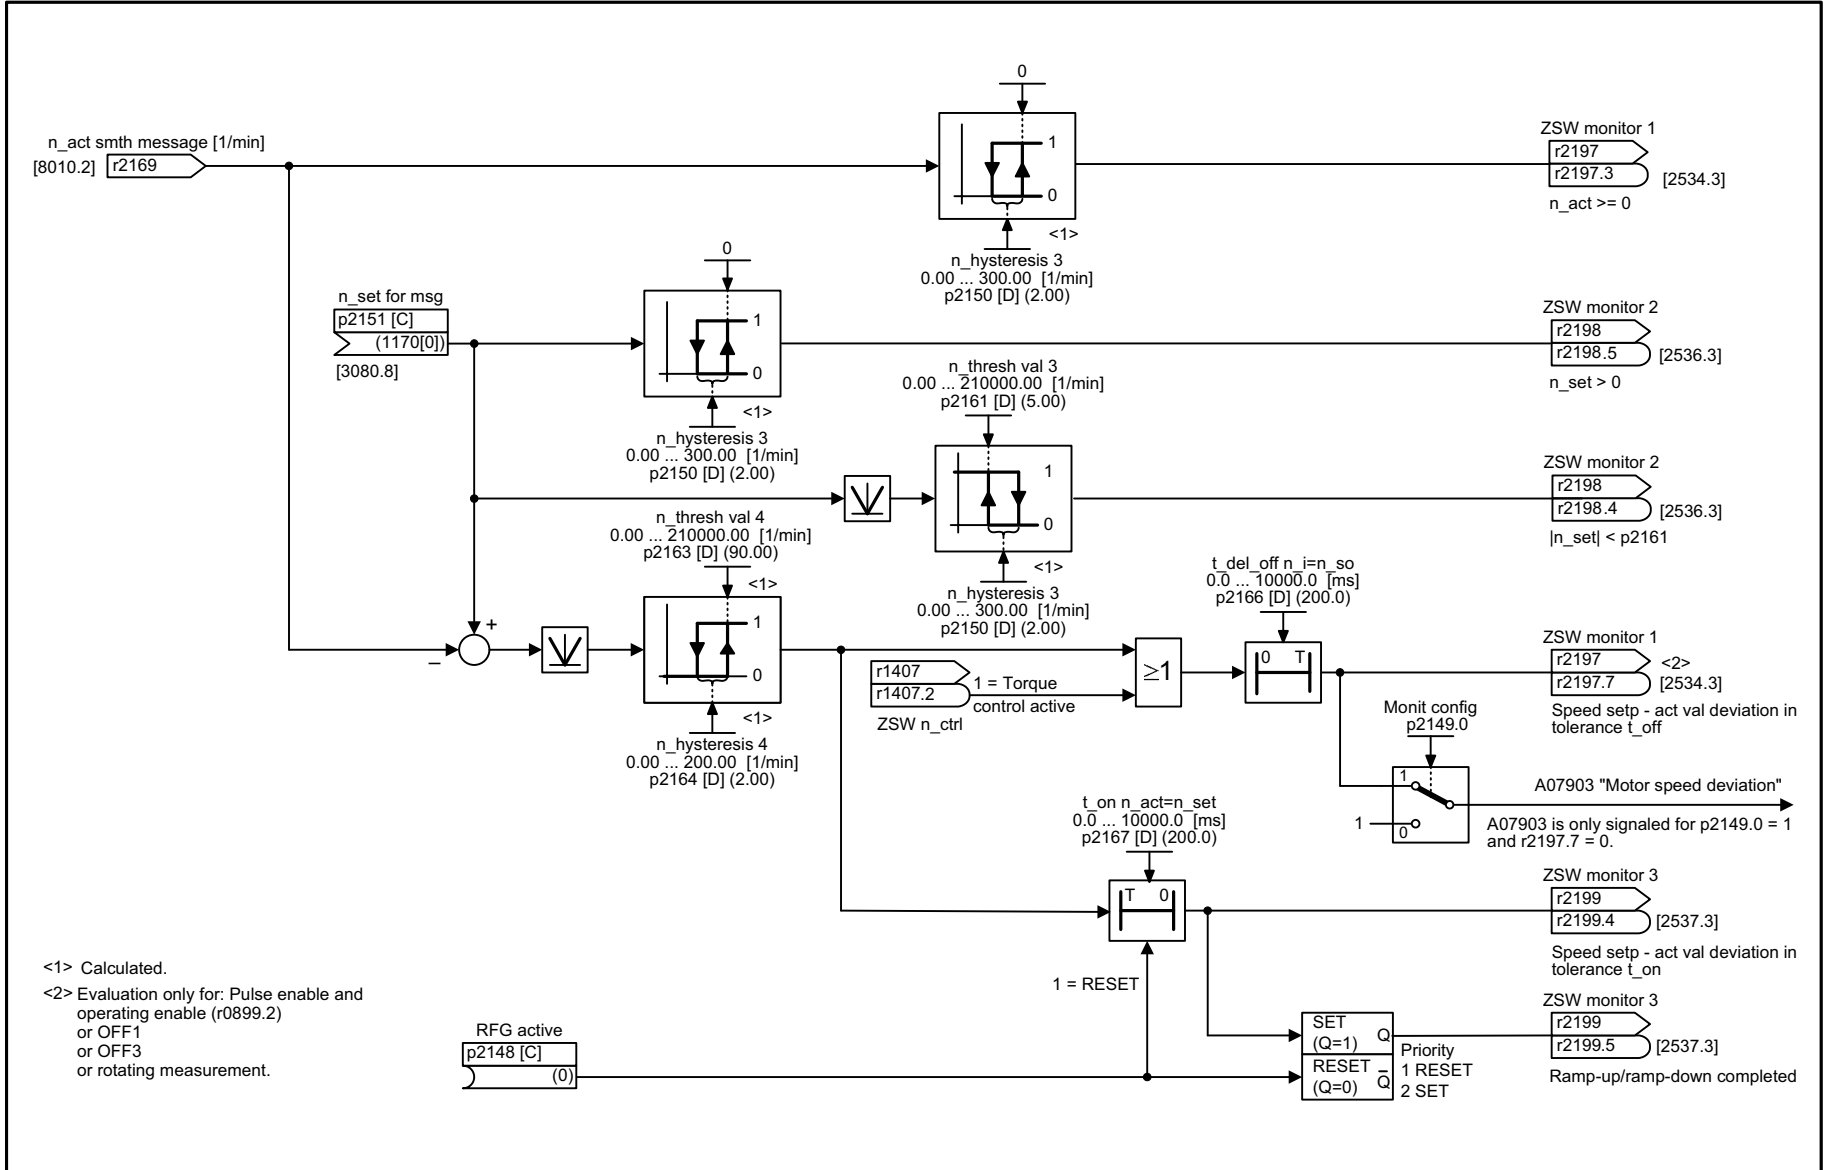 0
n_act smth message [1/min]
[8010.2]
r2169
1
0
<1>
n_hysteresis 3
0.00 ... 300.00 [1/min]
p2150 [D] (2.00)
ZSW monitor 1
r2197
r2197.3
[2534.3]
n_act >= 0
0
n_set for msg
p2151 [C]
(1170[0])
[3080.8]
1
0
<1>
n_hysteresis 3
0.00 ... 300.00 [1/min]
p2150 [D] (2.00)
ZSW monitor 2
r2198
r2198.5
[2536.3]
n_set > 0
n_thresh val 3
0.00 ... 210000.00 [1/min]
p2161 [D] (5.00)
1
0
<1>
n_hysteresis 3
0.00 ... 300.00 [1/min]
p2150 [D] (2.00)
ZSW monitor 2
r2198
r2198.4
[2536.3]
|n_set| < p2161
n_thresh val 4
0.00 ... 210000.00 [1/min]
p2163 [D] (90.00)
<1>
+
–
1
0
<1>
n_hysteresis 4
0.00 ... 200.00 [1/min]
p2164 [D] (2.00)
r1407
r1407.2
1 = Torque
control active
ZSW n_ctrl
≥1
t_del_off n_i=n_so
0.0 ... 10000.0 [ms]
p2166 [D] (200.0)
0 T
ZSW monitor 1
r2197
<2>
r2197.7
[2534.3]
Speed setp - act val deviation in
tolerance t_off
Monit config
p2149.0
1
1
0
A07903 "Motor speed deviation"
A07903 is only signaled for p2149.0 = 1
and r2197.7 = 0.
t_on n_act=n_set
0.0 ... 10000.0 [ms]
p2167 [D] (200.0)
T 0
1 = RESET
ZSW monitor 3
r2199
r2199.4
[2537.3]
Speed setp - act val deviation in
tolerance t_on
<1> Calculated.
<2> Evaluation only for: Pulse enable and
operating enable (r0899.2)
or OFF1
or OFF3
or rotating measurement.
RFG active
p2148 [C]
(0)
SET
(Q=1)
Q
RESET
(Q=0)
Q̅
Priority
1 RESET
2 SET
ZSW monitor 3
r2199
r2199.5
[2537.3]
Ramp-up/ramp-down completed